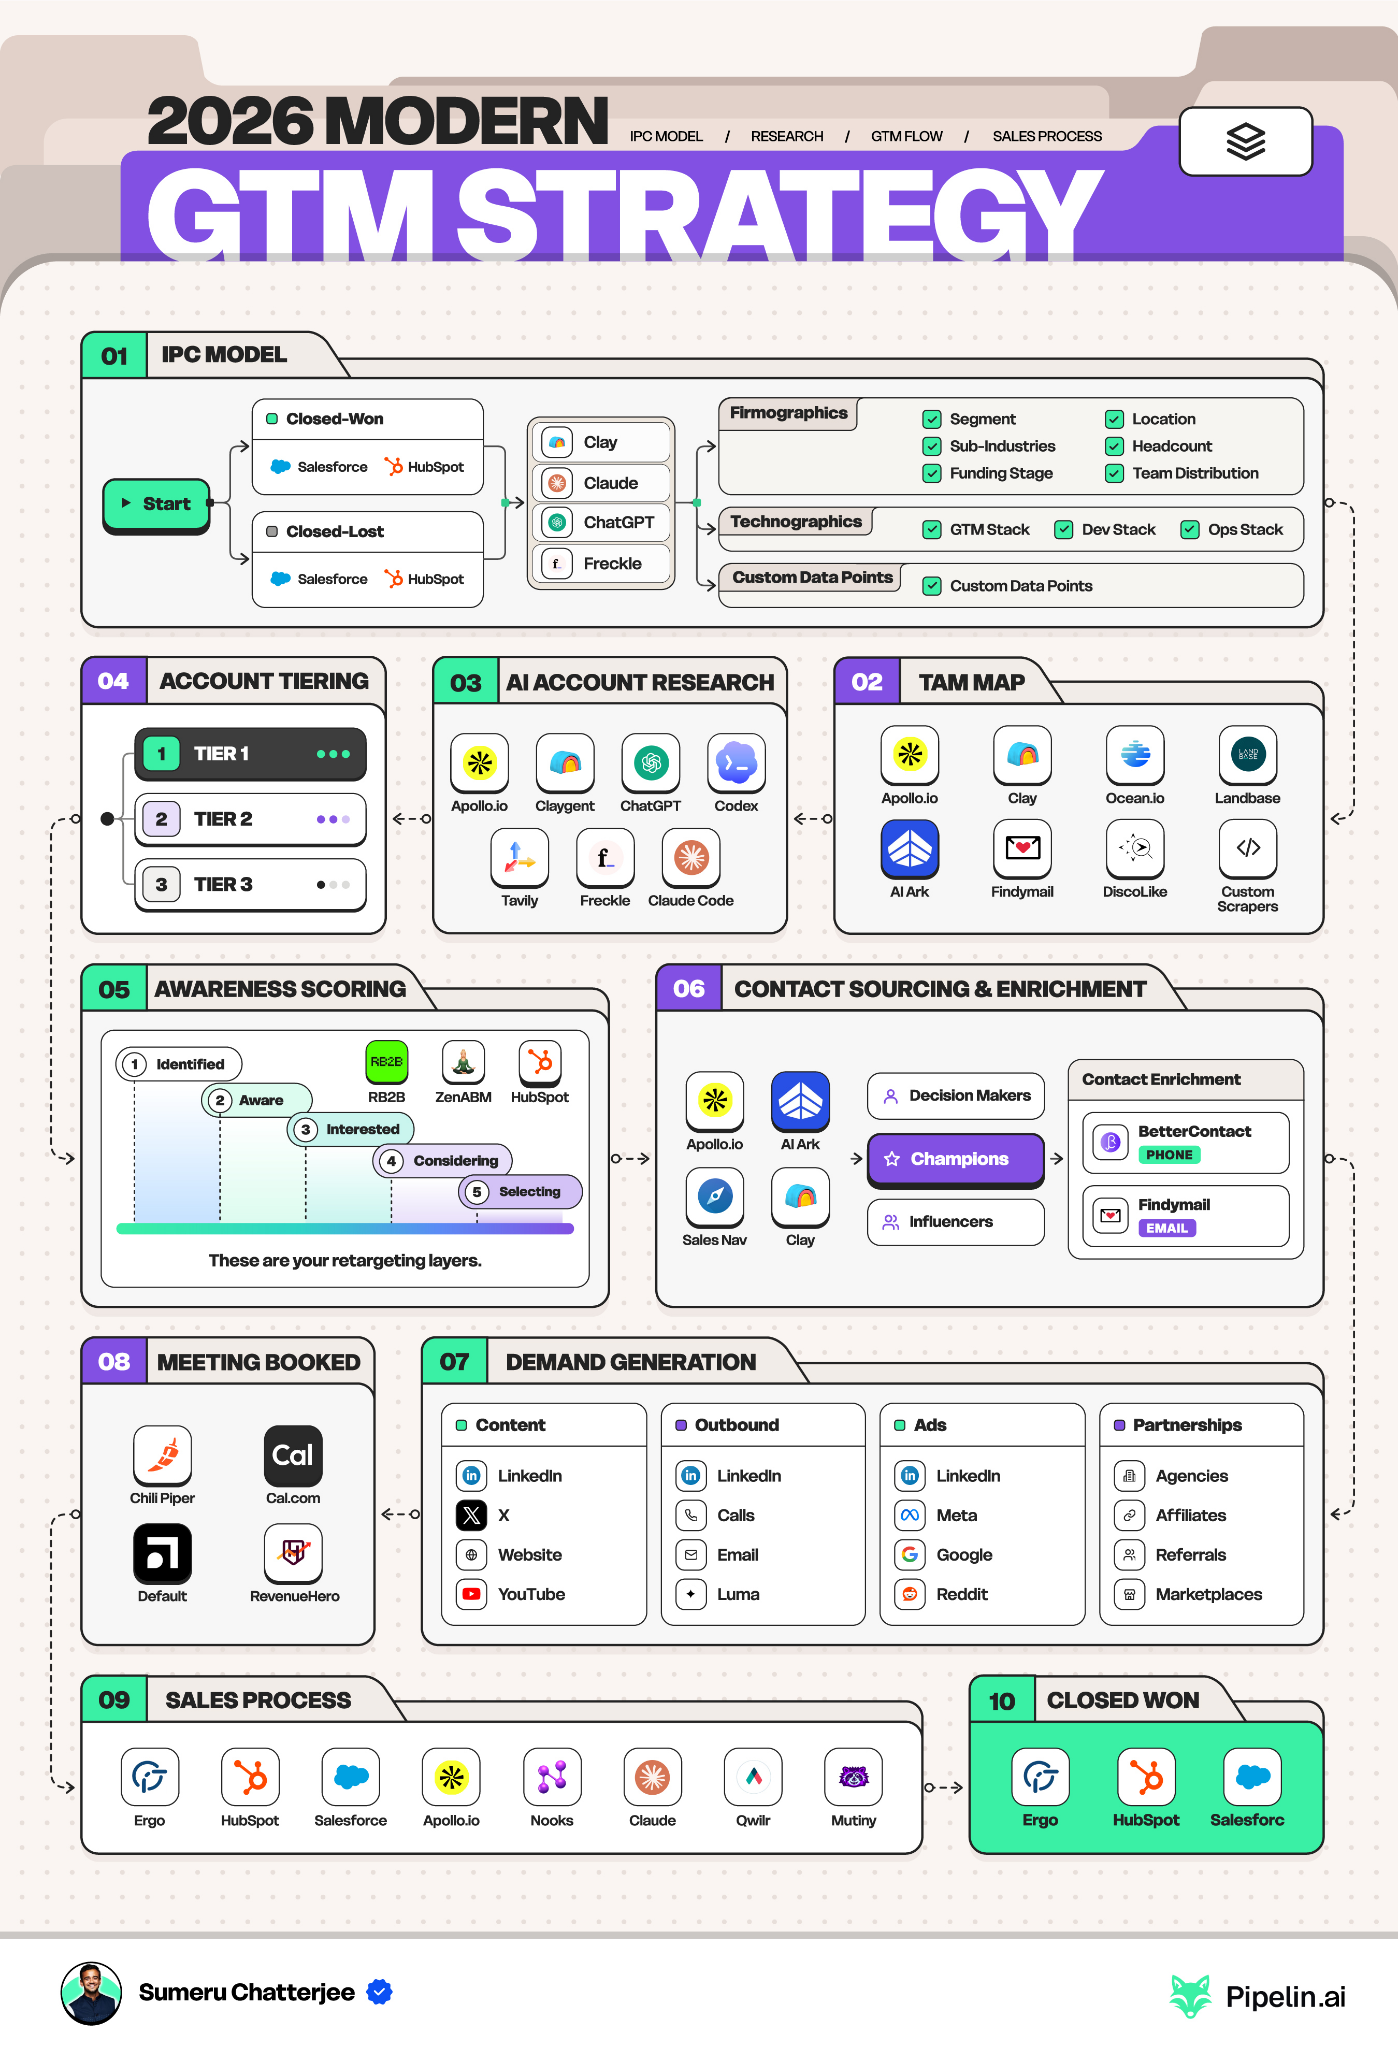 2026 MODERN
IPC MODEL / RESEARCH / GTM FLOW / SALES PROCESS
GTM STRATEGY
01 IPC MODEL
Start
Closed-Won
Salesforce HubSpot
Closed-Lost
Salesforce HubSpot
Clay
Claude
ChatGPT
f_ Freckle
Firmographics
Segment Location
Sub-Industries Headcount
Funding Stage Team Distribution
Technographics
GTM Stack Dev Stack Ops Stack
Custom Data Points
Custom Data Points
04 ACCOUNT TIERING
1 TIER 1
2 TIER 2
3 TIER 3
03 AI ACCOUNT RESEARCH
Apollo.io Claygent ChatGPT Codex
f_
Tavily Freckle Claude Code
02 TAM MAP
LAND BASE
Apollo.io Clay Ocean.io Landbase
AI Ark Findymail DiscoLike Custom
Scrapers
05 AWARENESS SCORING
1 Identified
2 Aware
3 Interested
4 Considering
5 Selecting
RB2B
RB2B ZenABM HubSpot
These are your retargeting layers.
06 CONTACT SOURCING & ENRICHMENT
Apollo.io AI Ark
Sales Nav Clay
Decision Makers
Champions
Influencers
Contact Enrichment
BetterContact
PHONE
Findymail
EMAIL
08 MEETING BOOKED
Cal
Chili Piper Cal.com
Default RevenueHero
07 DEMAND GENERATION
Content
in LinkedIn
X
Website
YouTube
Outbound
in LinkedIn
Calls
Email
Luma
Ads
in LinkedIn
Meta
G Google
Reddit
Partnerships
Agencies
Affiliates
Referrals
Marketplaces
09 SALES PROCESS
Ergo HubSpot Salesforce Apollo.io Nooks Claude Qwilr Mutiny
10 CLOSED WON
Ergo HubSpot Salesforc
Sumeru Chatterjee
Pipelin.ai